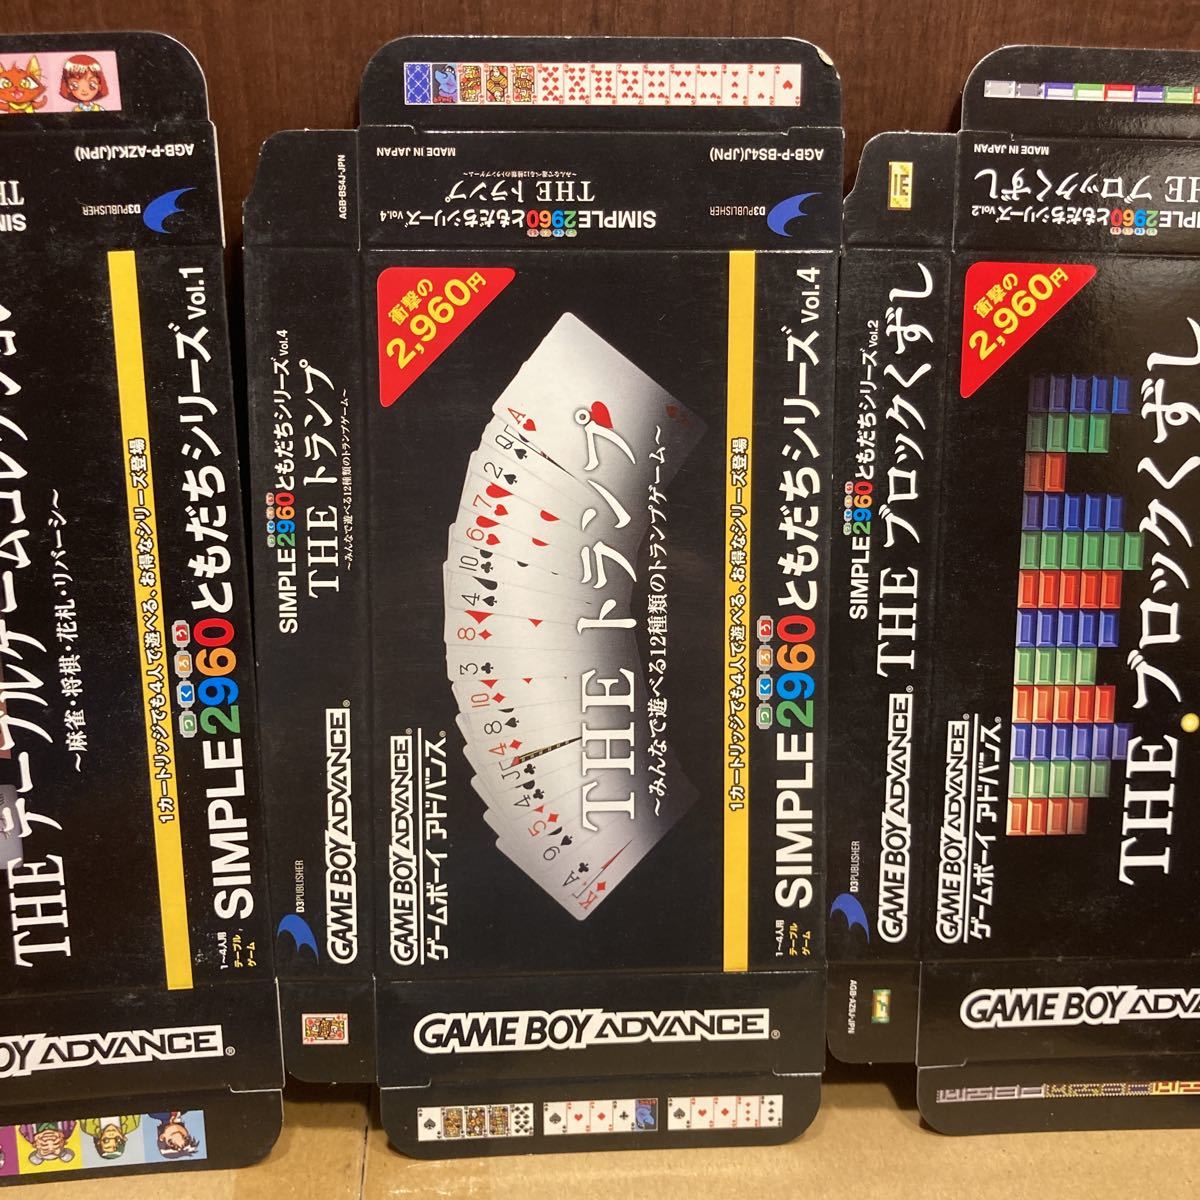 AGB-P-AZKJ(JPN)
D3PUBLISHER
THE テーブルゲームコレクション
～麻雀・将棋・花札・リバーシ～
1カートリッジでも4人で遊べる、お得なシリーズ登場
SIMPLE2960ともだちシリーズ Vol.1
つくろう
1～4人用
テーブル
ゲーム
BOY ADVANCE
AGB-BS4J-JPN
SIMPLE2960ともだちシリーズ Vol.4
THE トランプ
～みんなで遊べる12種類のトランプゲーム～
D3PUBLISHER
GAME BOY ADVANCE
MADE IN JAPAN
AGB-P-BS4J(JPN)
SIMPLE2960ともだちシリーズ Vol.4
THE トランプ
～みんなで遊べる12種類のトランプゲーム～
D3PUBLISHER
衝撃の
2,960円
THE トランプ
～みんなで遊べる12種類のトランプゲーム～
1カートリッジでも4人で遊べる、お得なシリーズ登場
SIMPLE2960ともだちシリーズ Vol.4
つくろう
1～4人用
テーブル
ゲーム
GAME BOY ADVANCE
ゲームボーイアドバンス
GAME BOY ADVANCE
SIMPLE2960ともだちシリーズ Vol.2
THE ブロックくずし
D3PUBLISHER
GAME BOY ADVANCE
AGB-AZ9J-JPN
MADE IN JAPAN
SIMPLE2960ともだちシリーズ Vol.2
THE ブロックくずし
衝撃の
2,960円
THE ブロックくずし
GAME BOY ADVANCE
ゲームボーイアドバンス
GAME BOY ADVA